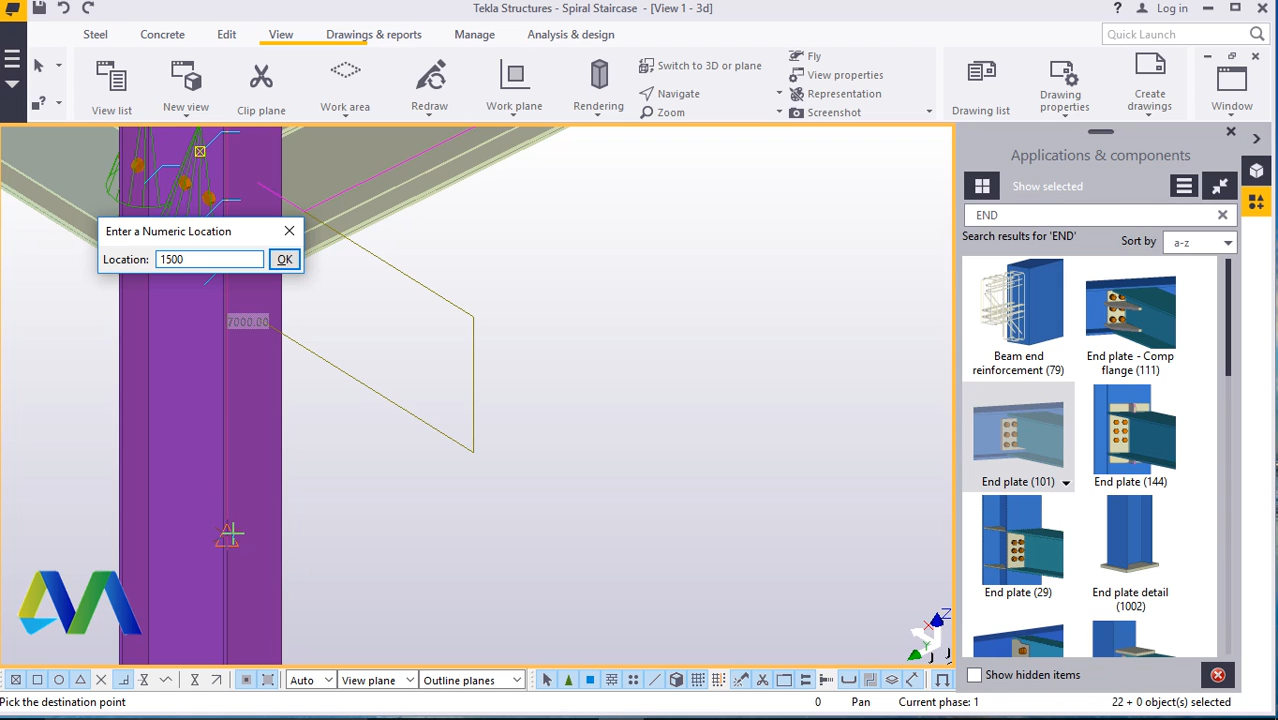 Tekla Structures - Spiral Staircase - [View 1 - 3d]
? Log in
Steel Concrete Edit View Drawings & reports Manage Analysis & design
Quick Launch
View list
New view
Clip plane
Work area
Redraw
Work plane
Rendering
Switch to 3D or plane
Navigate
Zoom
Fly
View properties
Representation
Screenshot
Drawing list
Drawing properties
Create drawings
Window
Enter a Numeric Location
Location: 1500 OK
7000.00
Z
X
Y
Applications & components
Show selected
END
Search results for 'END'
Sort by a-z
Beam end reinforcement (79)
End plate - Comp flange (111)
End plate (101)
End plate (144)
End plate (29)
End plate detail (1002)
Show hidden items
Auto View plane Outline planes
Pick the destination point
0 Pan Current phase: 1 22 + 0 object(s) selected